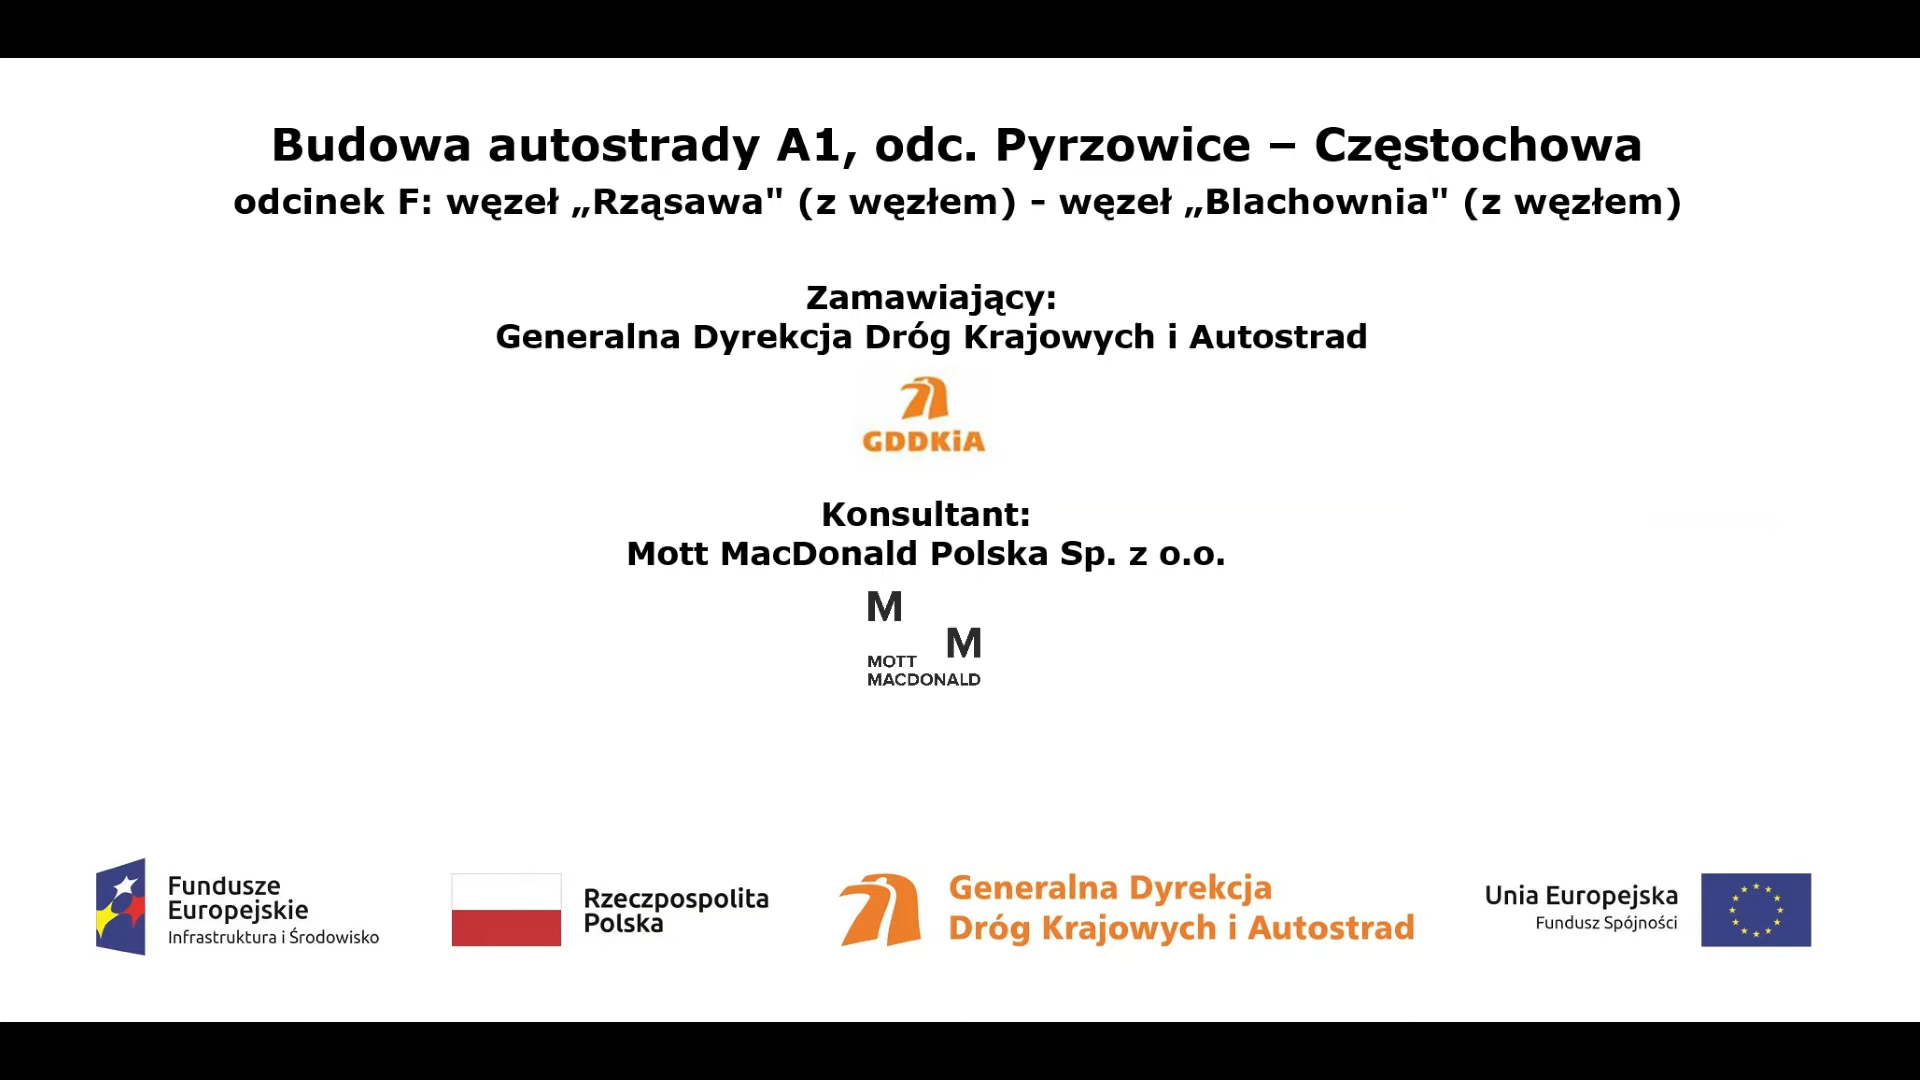 Budowa autostrady A1, odc. Pyrzowice – Częstochowa
odcinek F: węzeł „Rząsawa" (z węzłem) - węzeł „Blachownia" (z węzłem)
Zamawiający:
Generalna Dyrekcja Dróg Krajowych i Autostrad
GDDKiA
Konsultant:
Mott MacDonald Polska Sp. z o.o.
M
M
MOTT
MACDONALD
Fundusze
Europejskie
Infrastruktura i Środowisko
Rzeczpospolita
Polska
Generalna Dyrekcja
Dróg Krajowych i Autostrad
Unia Europejska
Fundusz Spójności